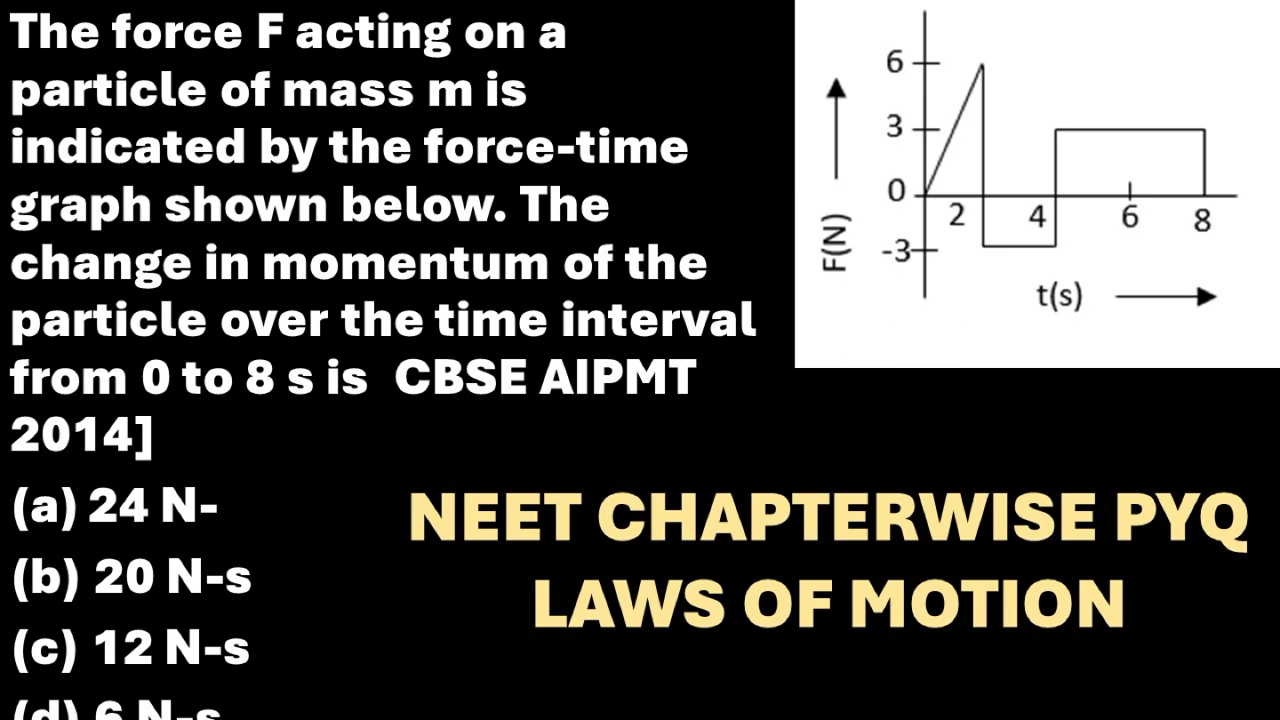 The force F acting on a
particle of mass m is
indicated by the force-time
graph shown below. The
change in momentum of the
particle over the time interval
from 0 to 8 s is  CBSE AIPMT
2014]
(a) 24 N-
(b) 20 N-s
(c) 12 N-s
(d) 6 N-s
6
3
0
-3
2 4 6 8
F(N)
t(s)
NEET CHAPTERWISE PYQ
LAWS OF MOTION